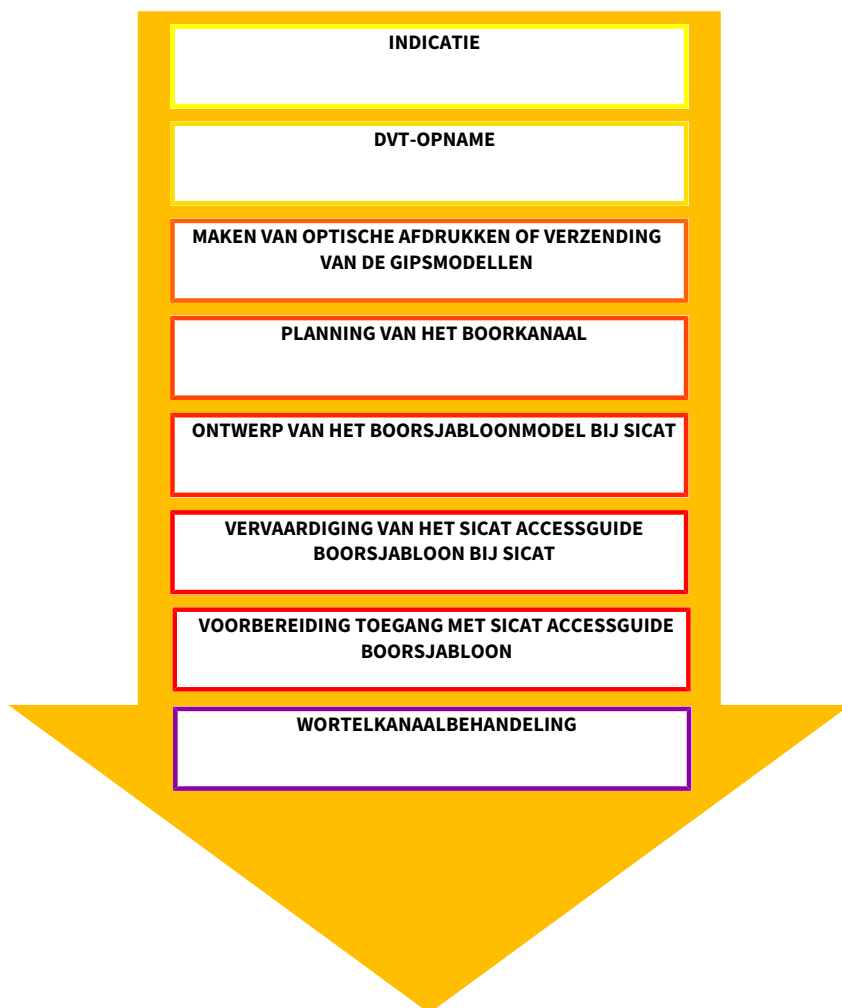 INDICATIE
DVT-OPNAME
MAKEN VAN OPTISCHE AFDRUKKEN OF VERZENDING
VAN DE GIPSMODELLEN
PLANNING VAN HET BOORKANAAL
ONTWERP VAN HET BOORSJABLOONMODEL BIJ SICAT
VERVAARDIGING VAN HET SICAT ACCESSGUIDE
BOORSJABLOON BIJ SICAT
VOORBEREIDING TOEGANG MET SICAT ACCESSGUIDE
BOORSJABLOON
WORTELKANAALBEHANDELING